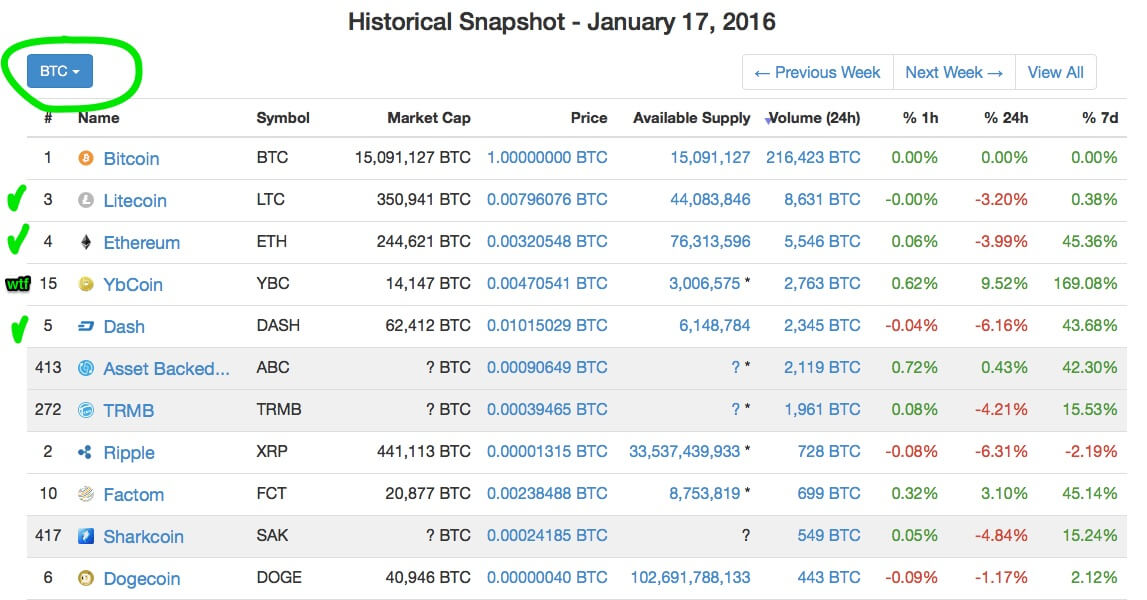 Historical Snapshot - January 17, 2016
BTC
← Previous Week Next Week → View All
# Name Symbol Market Cap Price Available Supply Volume (24h) % 1h % 24h % 7d
1 Bitcoin BTC 15,091,127 BTC 1.00000000 BTC 15,091,127 216,423 BTC 0.00% 0.00% 0.00%
3 Litecoin LTC 350,941 BTC 0.00796076 BTC 44,083,846 8,631 BTC -0.00% -3.20% 0.38%
4 Ethereum ETH 244,621 BTC 0.00320548 BTC 76,313,596 5,546 BTC 0.06% -3.99% 45.36%
wtf 15 YbCoin YBC 14,147 BTC 0.00470541 BTC 3,006,575 * 2,763 BTC 0.62% 9.52% 169.08%
5 Dash DASH 62,412 BTC 0.01015029 BTC 6,148,784 2,345 BTC -0.04% -6.16% 43.68%
413 Asset Backed... ABC ? BTC 0.00090649 BTC ? * 2,119 BTC 0.72% 0.43% 42.30%
272 TRMB TRMB ? BTC 0.00039465 BTC ? * 1,961 BTC 0.08% -4.21% 15.53%
2 Ripple XRP 441,113 BTC 0.00001315 BTC 33,537,439,933 * 728 BTC -0.08% -6.31% -2.19%
10 Factom FCT 20,877 BTC 0.00238488 BTC 8,753,819 * 699 BTC 0.32% 3.10% 45.14%
417 Sharkcoin SAK ? BTC 0.00024185 BTC ? 549 BTC 0.05% -4.84% 15.24%
6 Dogecoin DOGE 40,946 BTC 0.00000040 BTC 102,691,788,133 443 BTC -0.09% -1.17% 2.12%